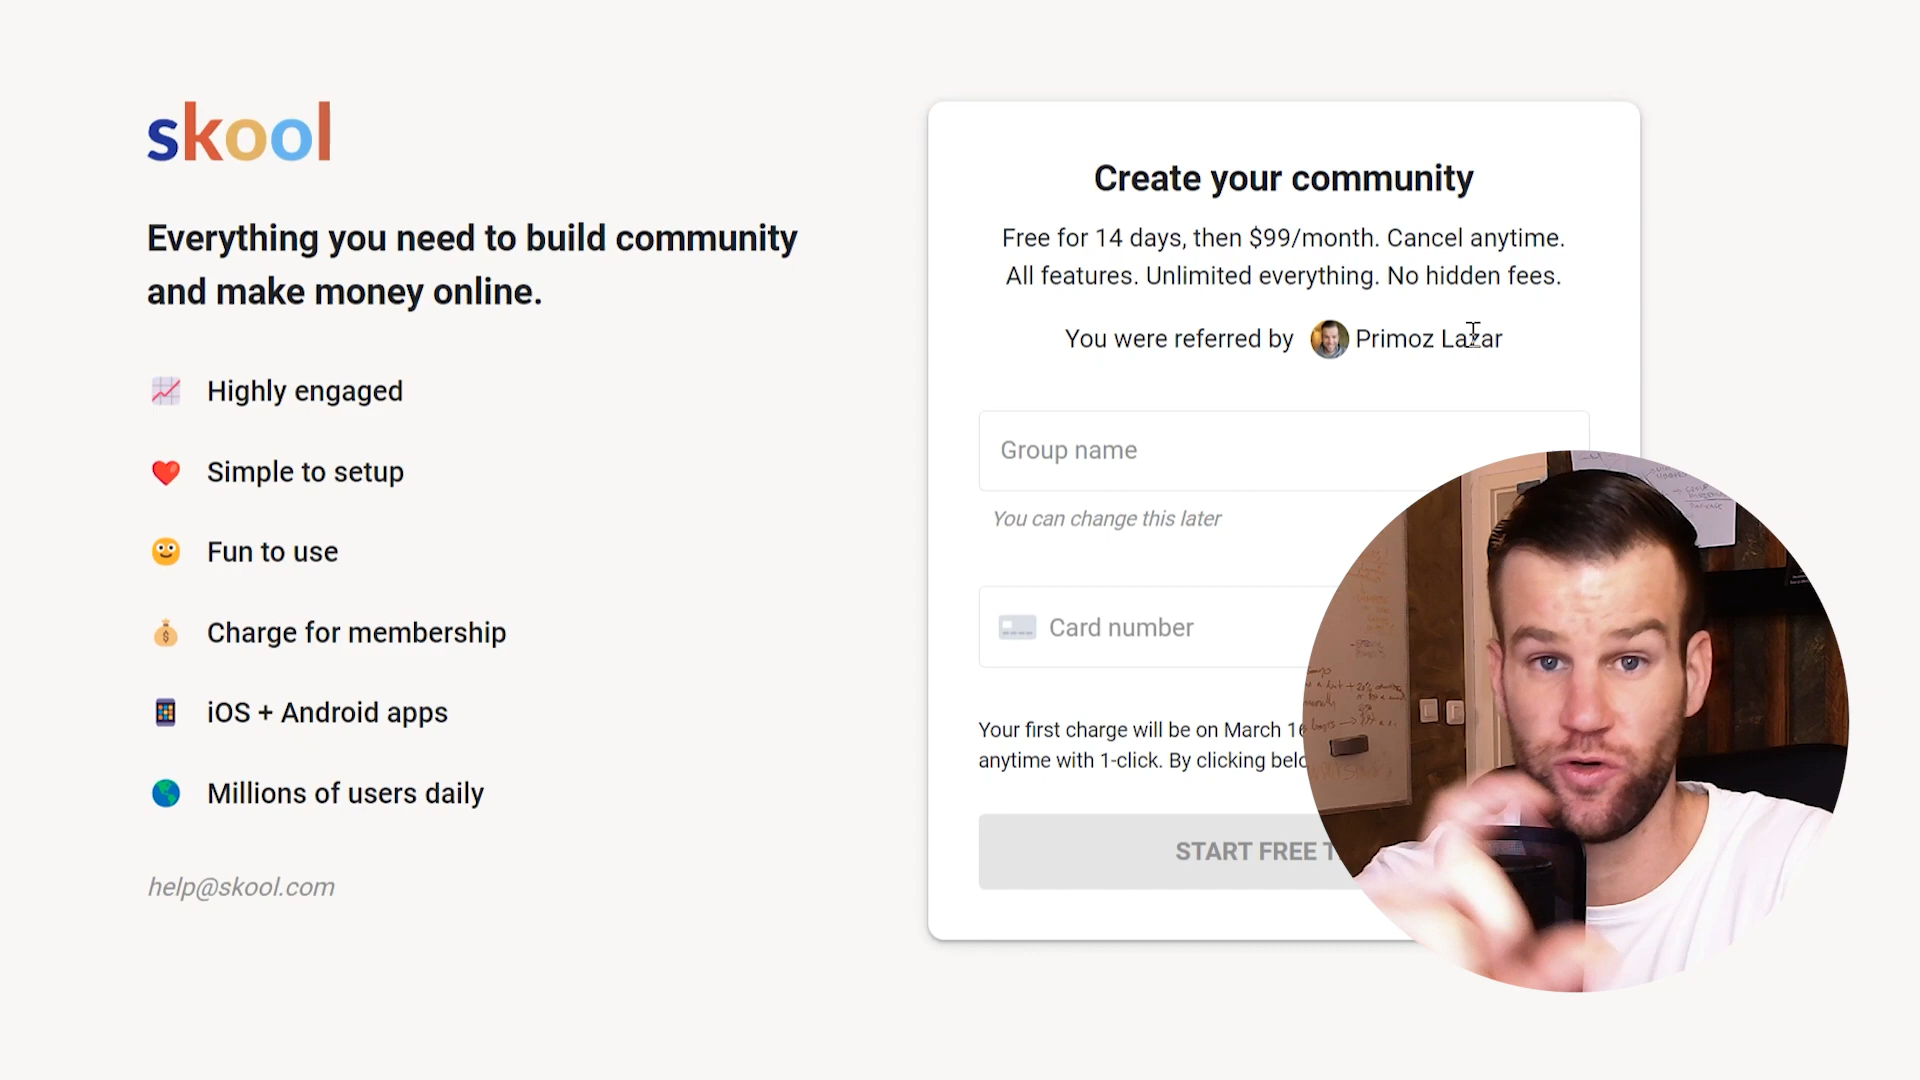 skool
Everything you need to build community
and make money online.
Highly engaged
Simple to setup
Fun to use
Charge for membership
iOS + Android apps
Millions of users daily
help@skool.com
Create your community
Free for 14 days, then $99/month. Cancel anytime.
All features. Unlimited everything. No hidden fees.
You were referred by Primoz Lazar
Group name
You can change this later
Card number
Your first charge will be on March
anytime with 1-click. By clicking
START FREE